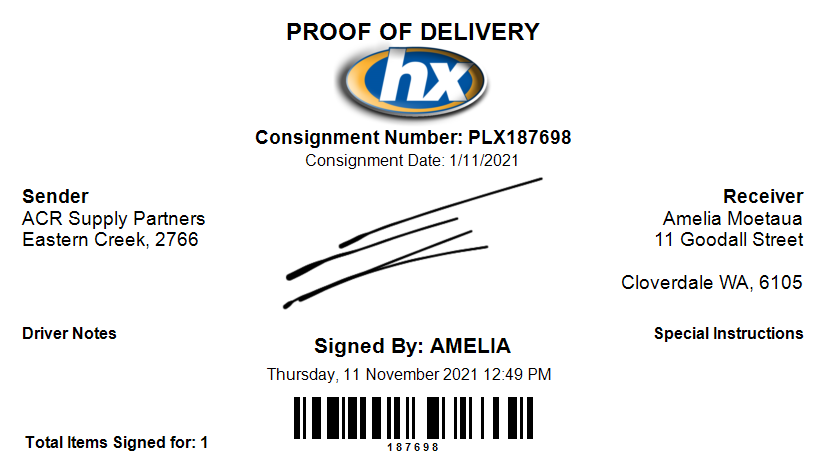 PROOF OF DELIVERY
hx
Consignment Number: PLX187698
Consignment Date: 1/11/2021
Sender
ACR Supply Partners
Eastern Creek, 2766
Receiver
Amelia Moetaua
11 Goodall Street
Cloverdale WA, 6105
Driver Notes
Special Instructions
Signed By: AMELIA
Thursday, 11 November 2021 12:49 PM
187698
Total Items Signed for: 1